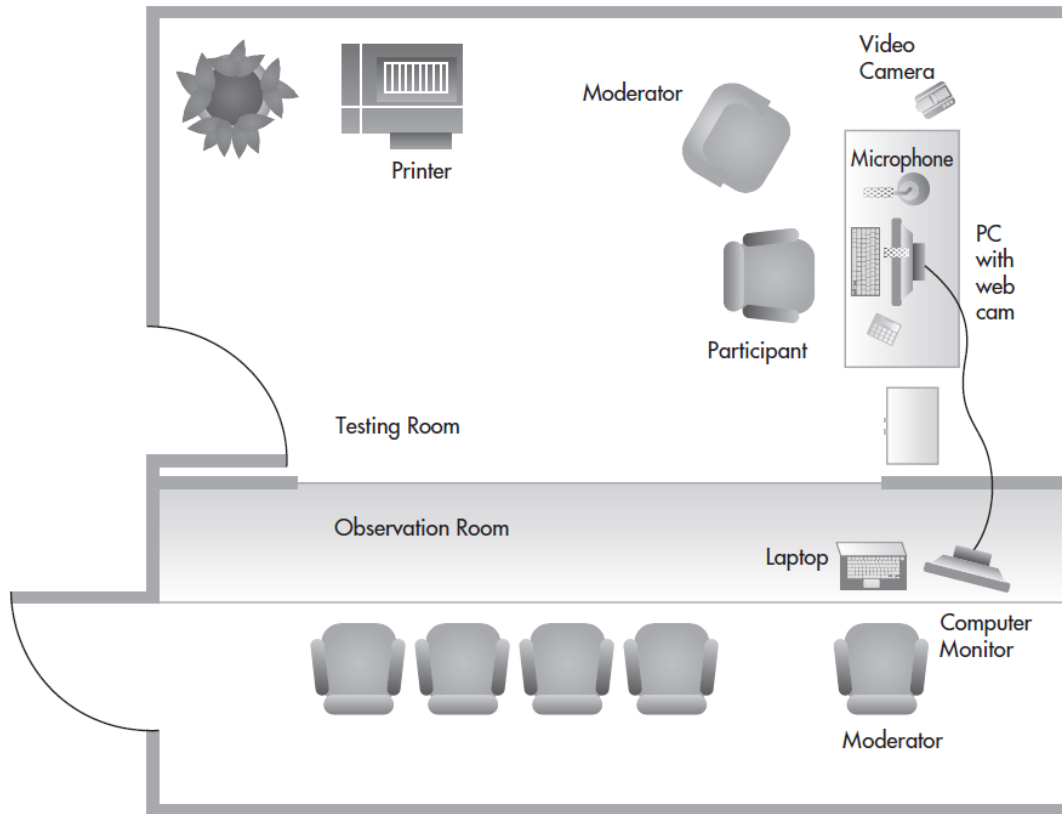 Video
Camera
Moderator
Printer
Microphone
PC
with
web
cam
Participant
Testing Room
Observation Room
Laptop
Computer
Monitor
Moderator